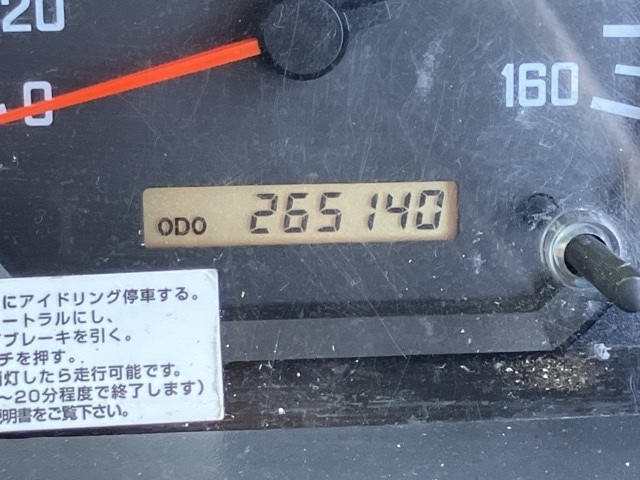 20
0
160
ODO 265140
にアイドリング停車する。
ートラルにし、
ブレーキを引く。
チを押す。
灯したら走行可能です。
～20分程度で終了します)
明書をご覧下さい。